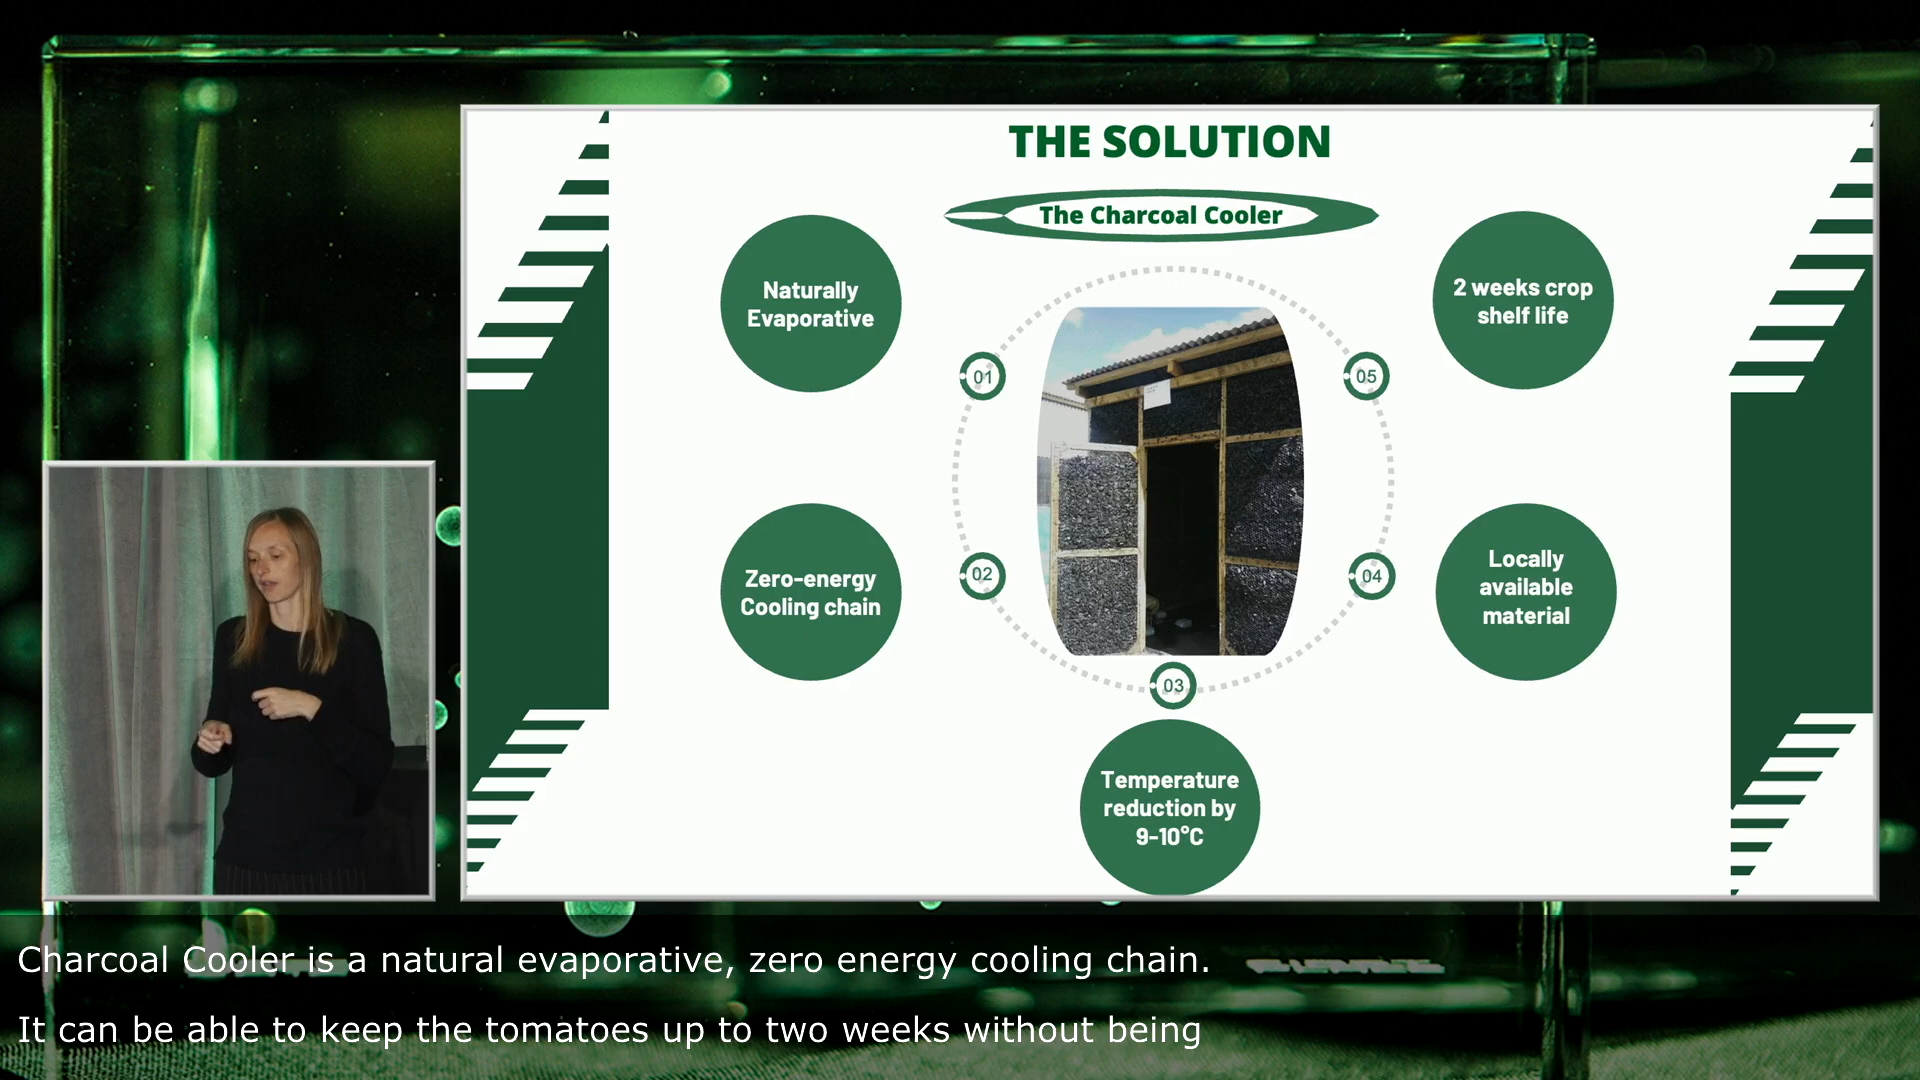 THE SOLUTION
The Charcoal Cooler
Naturally
Evaporative
01
Zero-energy
Cooling chain
02
Temperature
reduction by
9-10°C
03
Locally
available
material
04
2 weeks crop
shelf life
05
Charcoal Cooler is a natural evaporative, zero energy cooling chain.
It can be able to keep the tomatoes up to two weeks without being